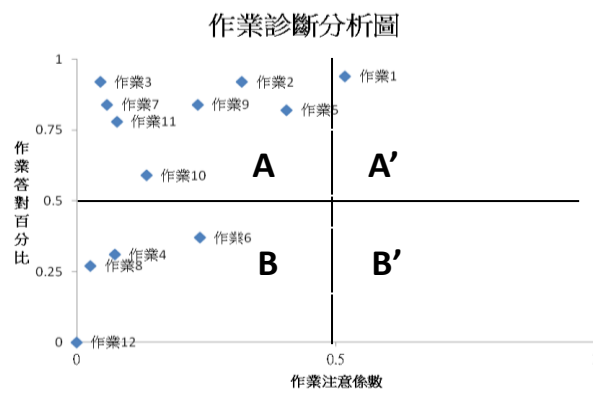 作業診斷分析圖
1
作業3
作業2
作業1
作業7
作業9
作業5
作業11
0.75
作業答對百分比
作業10
A
A’
0.5
作業6
作業4
B
B’
作業8
0.25
0
作業12
0
0.5
作業注意係數